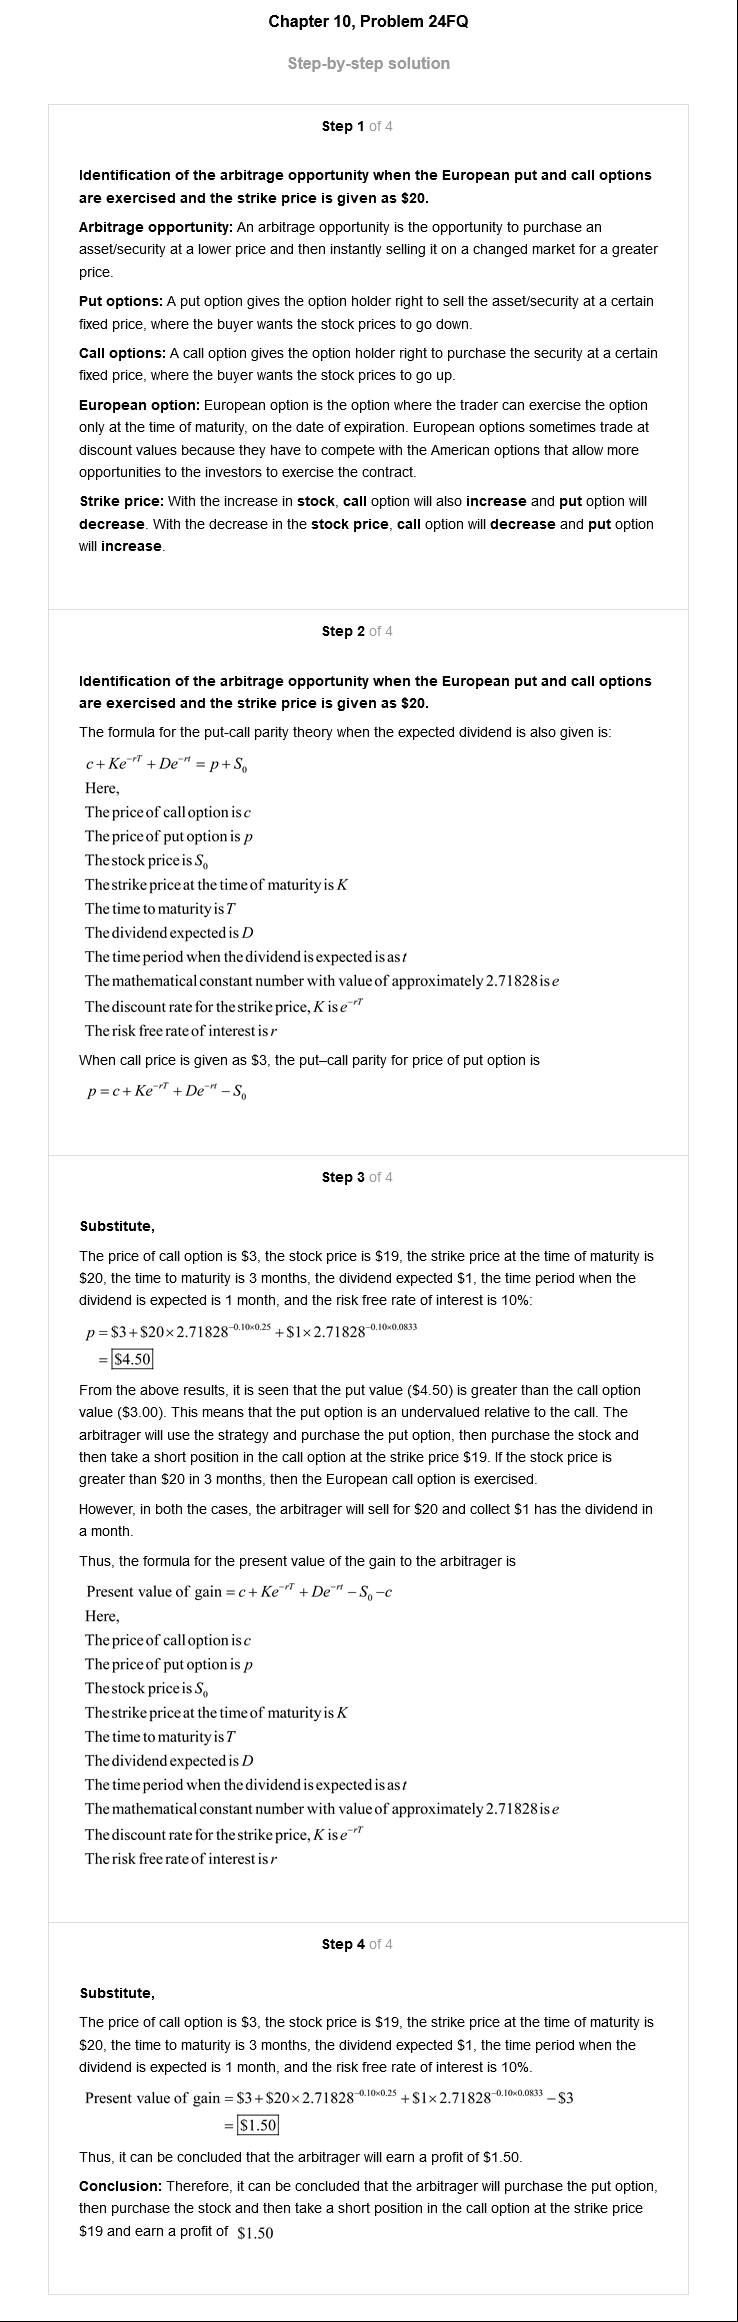 Chapter 10, Problem 24FQ
Step-by-step solution
Step 1 of 4
Identification of the arbitrage opportunity when the European put and call options
are exercised and the strike price is given as $20.
Arbitrage opportunity: An arbitrage opportunity is the opportunity to purchase an
asset/security at a lower price and then instantly selling it on a changed market for a greater
price.
Put options: A put option gives the option holder right to sell the asset/security at a certain
fixed price, where the buyer wants the stock prices to go down.
Call options: A call option gives the option holder right to purchase the security at a certain
fixed price, where the buyer wants the stock prices to go up.
European option: European option is the option where the trader can exercise the option
only at the time of maturity, on the date of expiration. European options sometimes trade at
discount values because they have to compete with the American options that allow more
opportunities to the investors to exercise the contract.
Strike price: With the increase in stock, call option will also increase and put option will
decrease. With the decrease in the stock price, call option will decrease and put option
will increase.
Step 2 of 4
Identification of the arbitrage opportunity when the European put and call options
are exercised and the strike price is given as $20.
The formula for the put-call parity theory when the expected dividend is also given is:
c + Ke^{-rT} + De^{-rt} = p + S_0
Here,
The price of call option is c
The price of put option is p
The stock price is S_0
The strike price at the time of maturity is K
The time to maturity is T
The dividend expected is D
The time period when the dividend is expected is as t
The mathematical constant number with value of approximately 2.71828 is e
The discount rate for the strike price, K is e^{-rT}
The risk free rate of interest is r
When call price is given as $3, the put–call parity for price of put option is
p = c + Ke^{-rT} + De^{-rt} – S_0
Step 3 of 4
Substitute,
The price of call option is $3, the stock price is $19, the strike price at the time of maturity is
$20, the time to maturity is 3 months, the dividend expected $1, the time period when the
dividend is expected is 1 month, and the risk free rate of interest is 10%:
p = $3 + $20 × 2.71828^{-0.10×0.25} + $1 × 2.71828^{-0.10×0.0833}
= $4.50
From the above results, it is seen that the put value ($4.50) is greater than the call option
value ($3.00). This means that the put option is an undervalued relative to the call. The
arbitrager will use the strategy and purchase the put option, then purchase the stock and
then take a short position in the call option at the strike price $19. If the stock price is
greater than $20 in 3 months, then the European call option is exercised.
However, in both the cases, the arbitrager will sell for $20 and collect $1 has the dividend in
a month.
Thus, the formula for the present value of the gain to the arbitrager is
Present value of gain = c + Ke^{-rT} + De^{-rt} – S_0 – c
Here,
The price of call option is c
The price of put option is p
The stock price is S_0
The strike price at the time of maturity is K
The time to maturity is T
The dividend expected is D
The time period when the dividend is expected is as t
The mathematical constant number with value of approximately 2.71828 is e
The discount rate for the strike price, K is e^{-rT}
The risk free rate of interest is r
Step 4 of 4
Substitute,
The price of call option is $3, the stock price is $19, the strike price at the time of maturity is
$20, the time to maturity is 3 months, the dividend expected $1, the time period when the
dividend is expected is 1 month, and the risk free rate of interest is 10%.
Present value of gain = $3 + $20 × 2.71828^{-0.10×0.25} + $1 × 2.71828^{-0.10×0.0833} – $3
= $1.50
Thus, it can be concluded that the arbitrager will earn a profit of $1.50.
Conclusion: Therefore, it can be concluded that the arbitrager will purchase the put option,
then purchase the stock and then take a short position in the call option at the strike price
$19 and earn a profit of $1.50